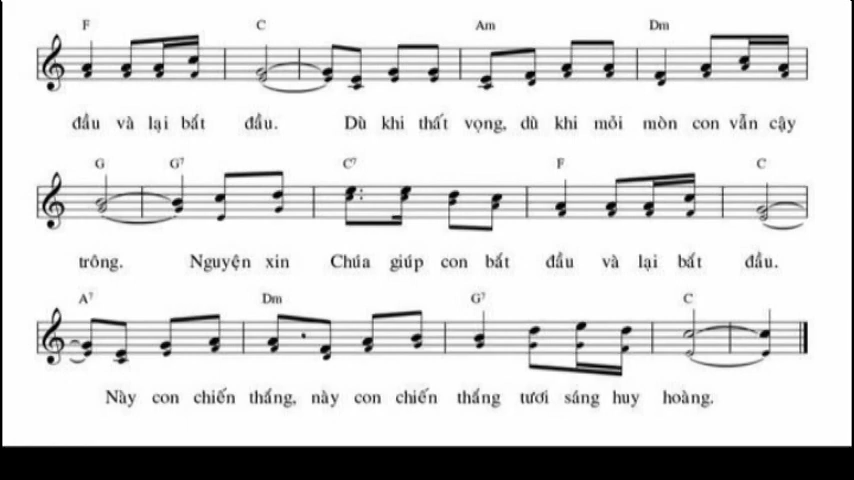 F C Am Dm
đầu và lại bắt đầu. Dù khi thất vọng, dù khi mỏi mòn con vẫn cậy
G G7 C7 F C
trông. Nguyện xin Chúa giúp con bắt đầu và lại bắt đầu.
A7 Dm G7 C
Này con chiến thắng, này con chiến thắng tươi sáng huy hoàng.